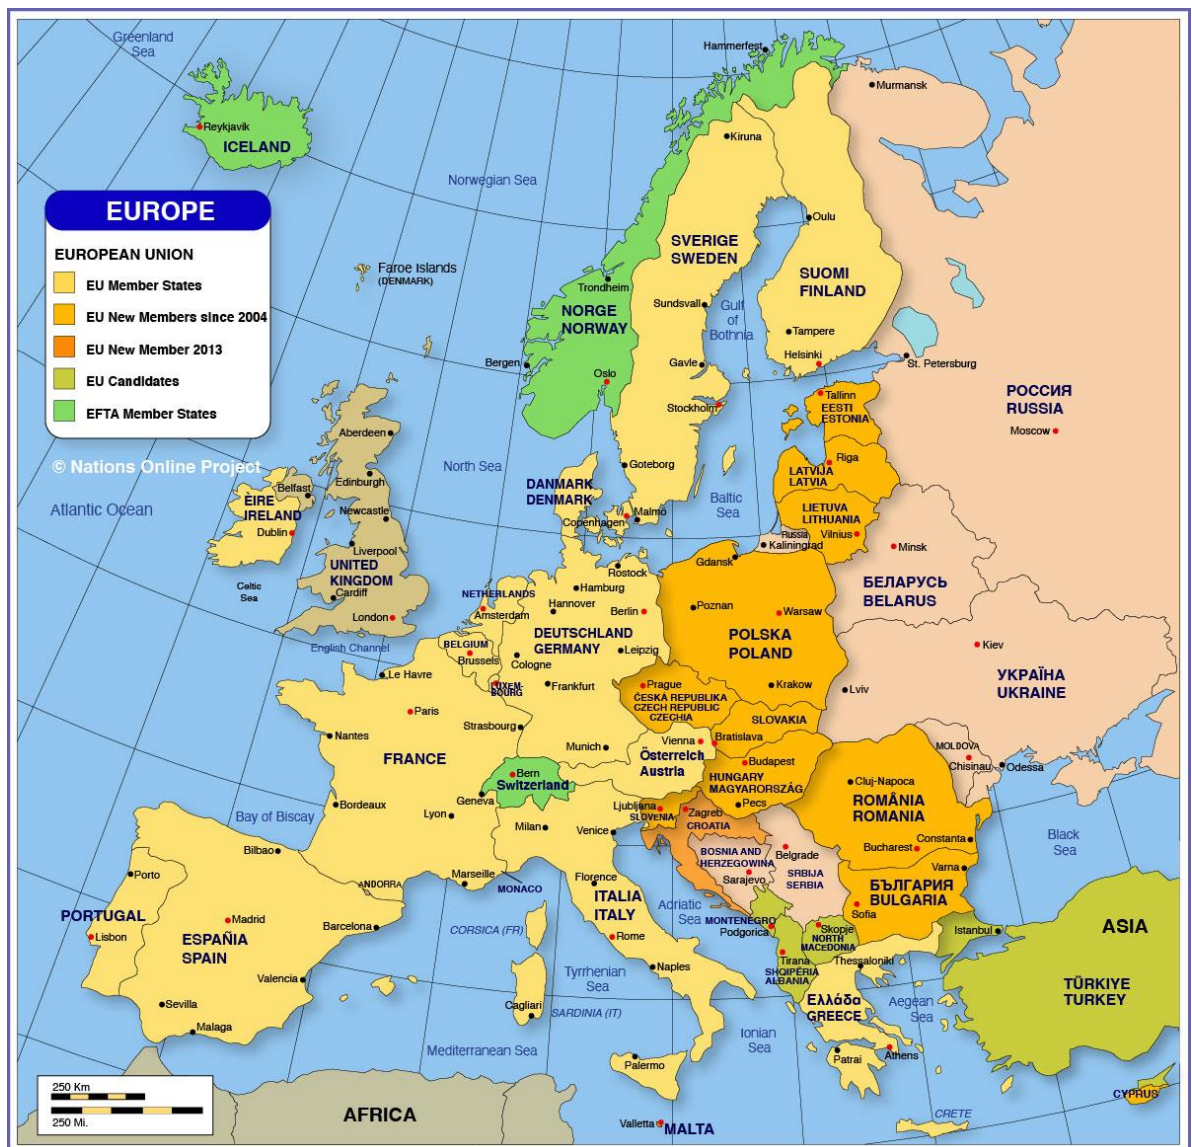 Greenland
Sea
Hammerfest
Murmansk
Reykjavik
ICELAND
Kiruna
Norwegian Sea
EUROPE
EUROPEAN UNION
EU Member States
EU New Members since 2004
EU New Member 2013
EU Candidates
EFTA Member States
© Nations Online Project
Faroe Islands
(DENMARK)
Oulu
SVERIGE
SWEDEN
SUOMI
FINLAND
Trondheim
NORGE
NORWAY
Sundsvall
Gulf
of
Bothnia
Tampere
Helsinki
St. Petersburg
Bergen
Oslo
Gavle
Stockholm
РОССИЯ
RUSSIA
Moscow
Tallinn
EESTI
ESTONIA
Aberdeen
Edinburgh
North Sea
Goteborg
Riga
LATVIJA
LATVIA
Atlantic Ocean
Belfast
ÈIRE
IRELAND
Dublin
Newcastle
Liverpool
UNITED
KINGDOM
Cardiff
London
Celtic
Sea
English Channel
DANMARK
DENMARK
Copenhagen
Malmö
Baltic
Sea
LIETUVA
LITHUANIA
Vilnius
Russia
Kaliningrad
Minsk
БЕЛАРУСЬ
BELARUS
Gdansk
Rostock
Hamburg
NETHERLANDS
Amsterdam
Hannover
Berlin
Poznan
Warsaw
DEUTSCHLAND
GERMANY
Leipzig
POLSKA
POLAND
BELGIUM
Brussels
Cologne
Kiev
УКРАЇНА
UKRAINE
Le Havre
LUXEM-
BOURG
Frankfurt
Prague
ČESKÁ REPUBLIKA
CZECH REPUBLIC
CZECHIA
Krakow
Lviv
Paris
Strasbourg
SLOVAKIA
Nantes
FRANCE
Munich
Vienna
Bratislava
Österreich
Austria
Budapest
HUNGARY
MAGYARORSZÁG
Pecs
MOLDOVA
Chisinau
Odessa
Bern
Switzerland
Geneva
Lyon
Bordeaux
Bay of Biscay
Cluj-Napoca
ROMÂNIA
ROMANIA
Bucharest
Constanta
Black
Sea
Ljubljana
SLOVENIA
Zagreb
CROATIA
Milan
Venice
BOSNIA AND
HERZEGOWINA
Sarajevo
Belgrade
SRBIJA
SERBIA
Varna
БЪЛГАРИЯ
BULGARIA
Sofia
Bilbao
Porto
Marseille
MONACO
ANDORRA
Florence
ITALIA
ITALY
Adriatic
Sea
MONTENEGRO
Podgorica
Skopje
NORTH
MACEDONIA
Istanbul
ASIA
PORTUGAL
Lisbon
Madrid
ESPAÑIA
SPAIN
Barcelona
CORSICA (FR)
Rome
Naples
Tirana
SHQIPËRIA
ALBANIA
Thessaloniki
Valencia
Tyrrhenian
Sea
Ελλάδα
GREECE
Aegean
Sea
TÜRKIYE
TURKEY
Sevilla
Malaga
Cagliari
SARDINIA (IT)
Ionian
Sea
Mediterranean Sea
Palermo
Patrai
Athens
CYPRUS
250 Km
250 Mi.
AFRICA
CRETE
Valletta
MALTA